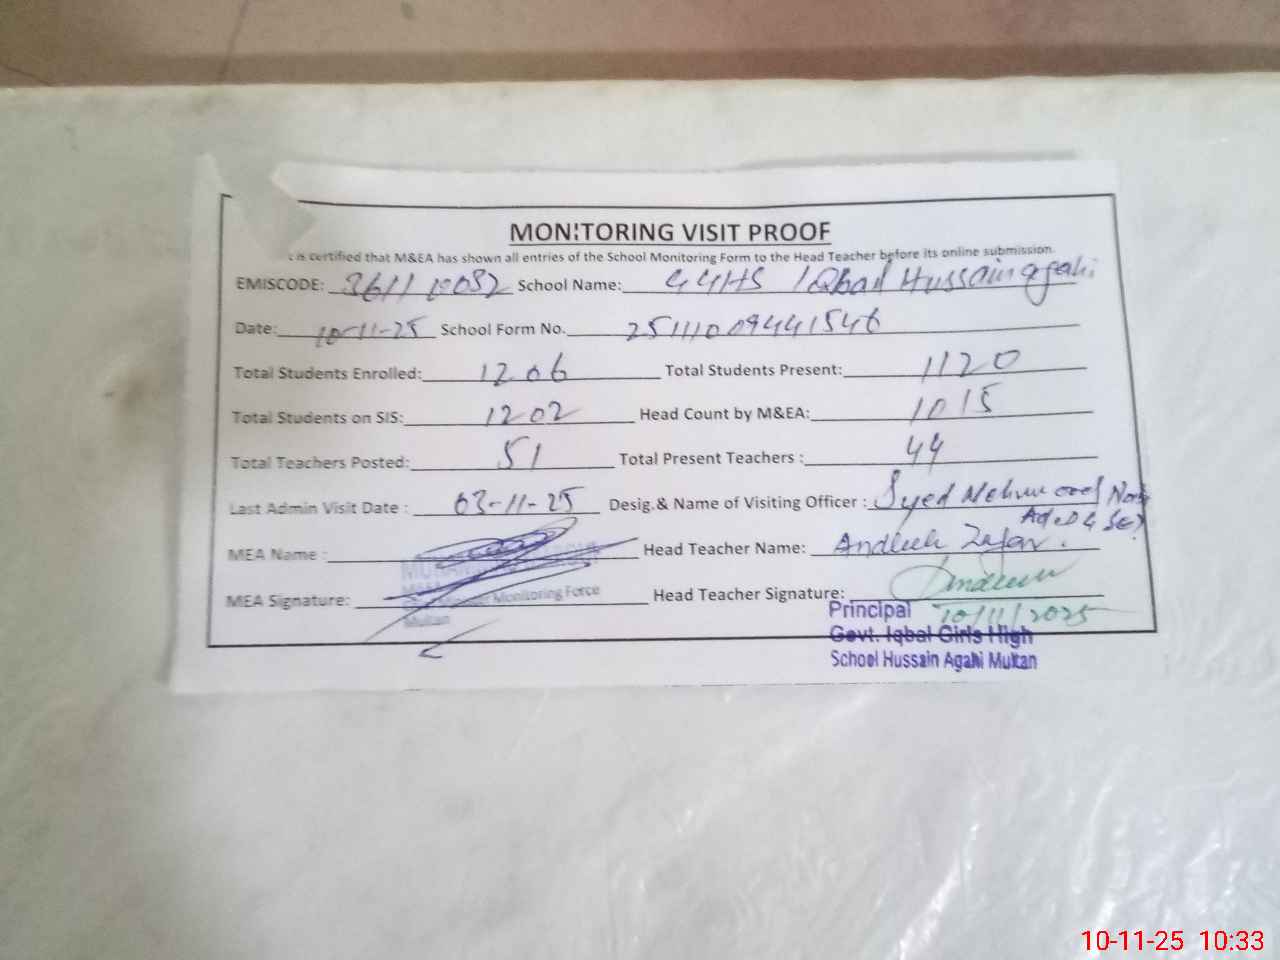 MONITORING VISIT PROOF
is certified that M&EA has shown all entries of the School Monitoring Form to the Head Teacher before its online submission.
EMISCODE: 36110032 School Name: GGHS Iqbal Hussain Agahi
Date: 10-11-25 School Form No. 25111009441546
Total Students Enrolled: 1206 Total Students Present: 1120
Total Students on SIS: 1202 Head Count by M&EA: 1015
Total Teachers Posted: 51 Total Present Teachers : 44
Last Admin Visit Date : 03-11-25 Desig.& Name of Visiting Officer : Syed Mehmood
MEA Name : Head Teacher Name: Andleeb Zafar.
MEA Signature: Monitoring Force Head Teacher Signature:
Multan
Principal 10/11/2025
Govt. Iqbal Girls High
School Hussain Agahi Multan
10-11-25 10:33